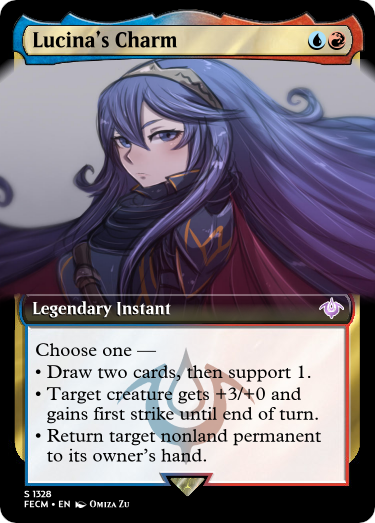 Lucina's Charm
Legendary Instant
Choose one —
• Draw two cards, then support 1.
• Target creature gets +3/+0 and
gains first strike until end of turn.
• Return target nonland permanent
to its owner's hand.
S 1328
FECM • EN Omiza Zu